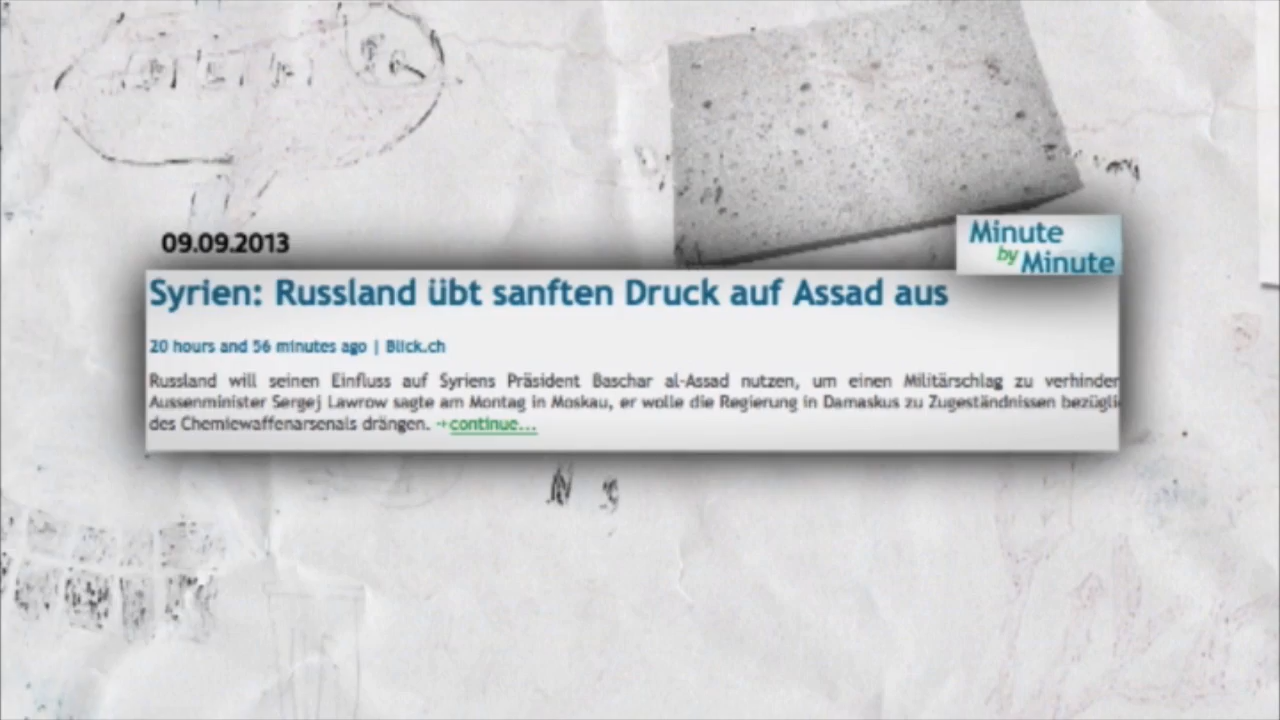 09.09.2013
Minute
by Minute
Syrien: Russland übt sanften Druck auf Assad aus
20 hours and 56 minutes ago | Blick.ch
Russland will seinen Einfluss auf Syriens Präsident Baschar al-Assad nutzen, um einen Militärschlag zu verhinder
Aussenminister Sergej Lawrow sagte am Montag in Moskau, er wolle die Regierung in Damaskus zu Zugeständnissen bezügli
des Chemiewaffenarsenals drängen. →continue...